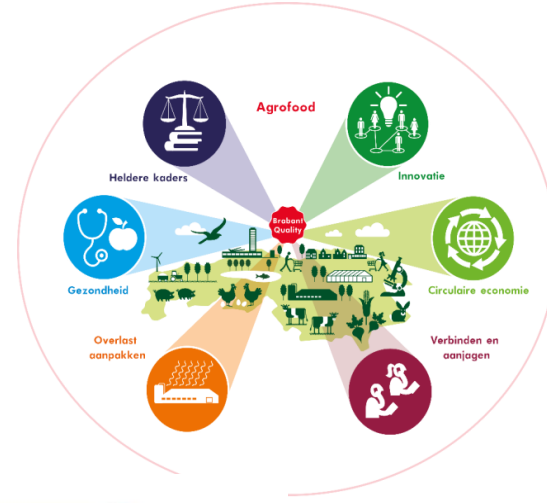 Agrofood
Heldere kaders
Innovatie
Brabant
Quality
Gezondheid
Circulaire economie
Overlast
aanpakken
Verbinden en
aanjagen